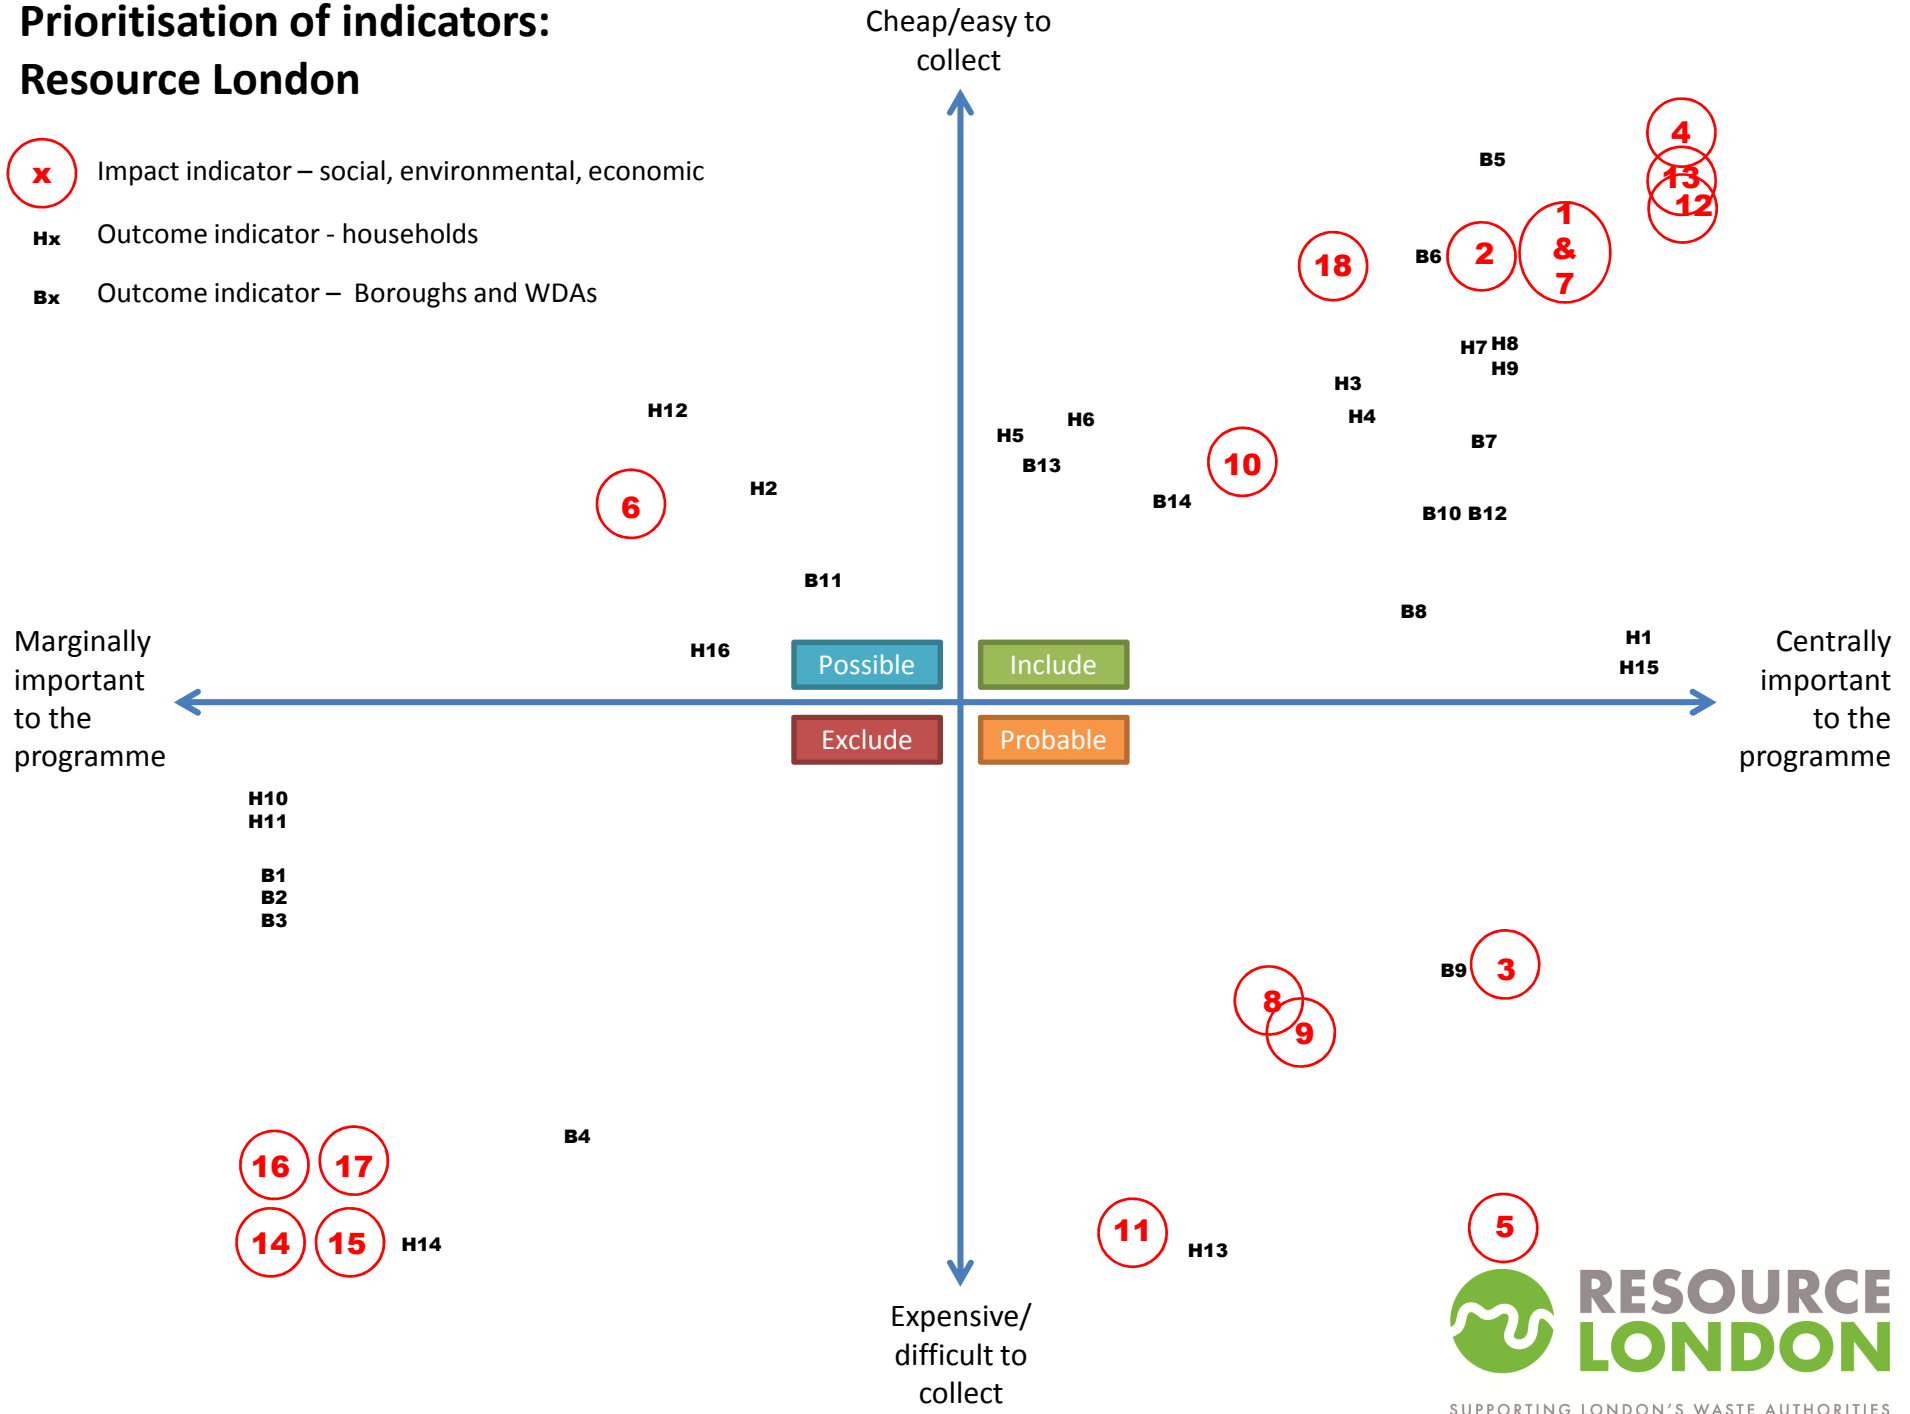 Prioritisation of indicators:
Resource London
Cheap/easy to
collect
x Impact indicator – social, environmental, economic
Hx Outcome indicator - households
Bx Outcome indicator – Boroughs and WDAs
4
B5
13
12
1
&
7
18
B6
2
H7 H8
H9
H3
H12
H4
H6
H5
B7
B13
10
6
H2
B14
B10 B12
B11
B8
H1
H16
H15
Possible
Include
Marginally
important
to the
programme
Centrally
important
to the
programme
Exclude
Probable
H10
H11
B1
B2
B3
B9
3
8
9
B4
16
17
14
15
H14
11
H13
5
Expensive/
difficult to
collect
RESOURCE
LONDON
SUPPORTING LONDON'S WASTE AUTHORITIES